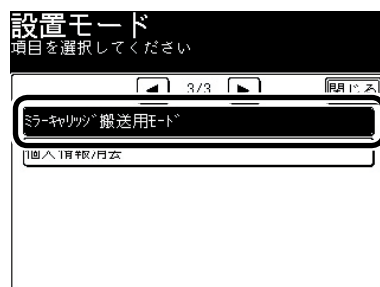 設置モード
項目を選択してください
3/3
閉じる
ﾐﾗｰｷｬﾘｯｼﾞ搬送用ﾓｰﾄﾞ
個人情報消去